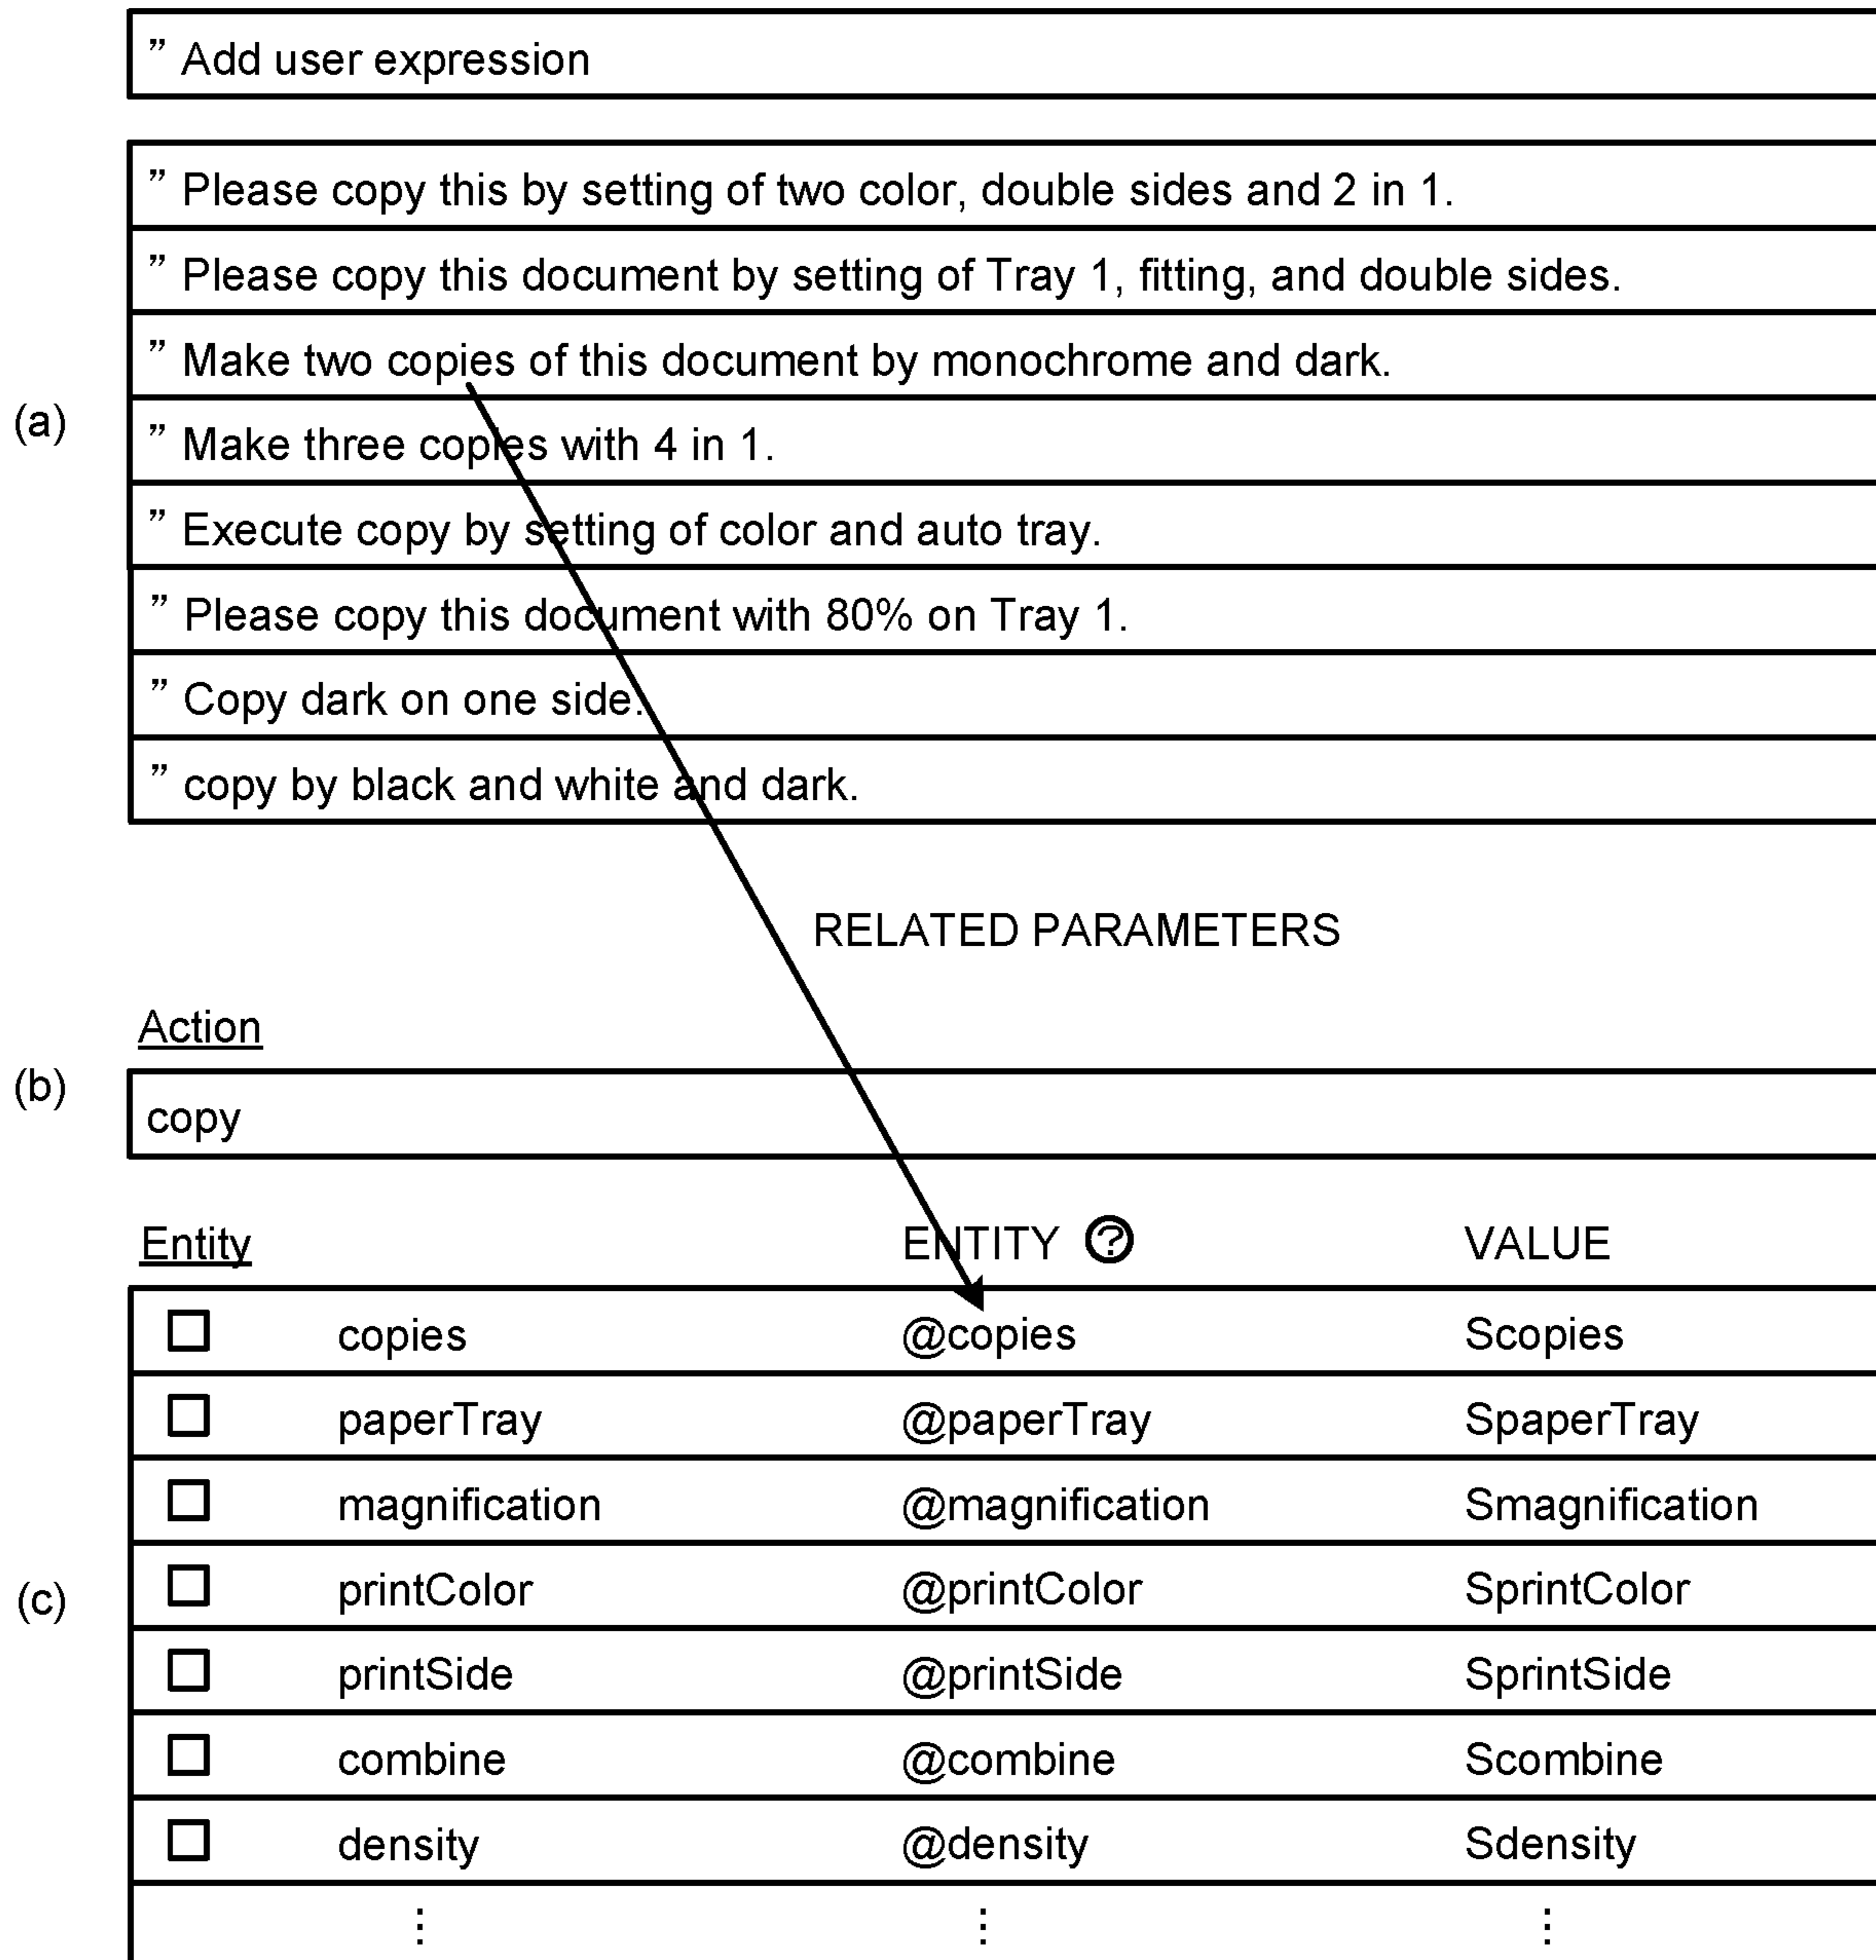 ” Add user expression
” Please copy this by setting of two color, double sides and 2 in 1.
” Please copy this document by setting of Tray 1, fitting, and double sides.
” Make two copies of this document by monochrome and dark.
(a)
” Make three copies with 4 in 1.
” Execute copy by setting of color and auto tray.
” Please copy this document with 80% on Tray 1.
” Copy dark on one side.
” copy by black and white and dark.
RELATED PARAMETERS
Action
(b)
copy
Entity ENTITY ? VALUE
copies @copies Scopies
paperTray @paperTray SpaperTray
magnification @magnification Smagnification
printColor @printColor SprintColor
(c)
printSide @printSide SprintSide
combine @combine Scombine
density @density Sdensity
⋮ ⋮ ⋮